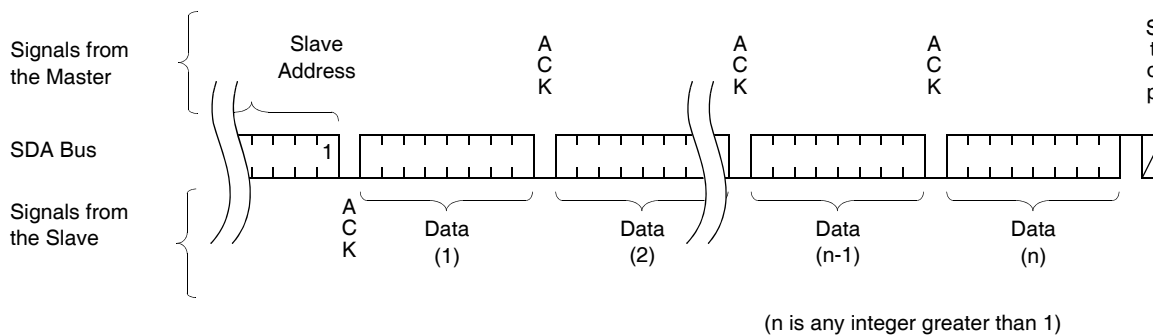 Signals from
the Master
Slave
Address
A
C
K
A
C
K
A
C
K
S
t
o
p
SDA Bus
1
Signals from
the Slave
A
C
K
Data
(1)
Data
(2)
Data
(n-1)
Data
(n)
(n is any integer greater than 1)